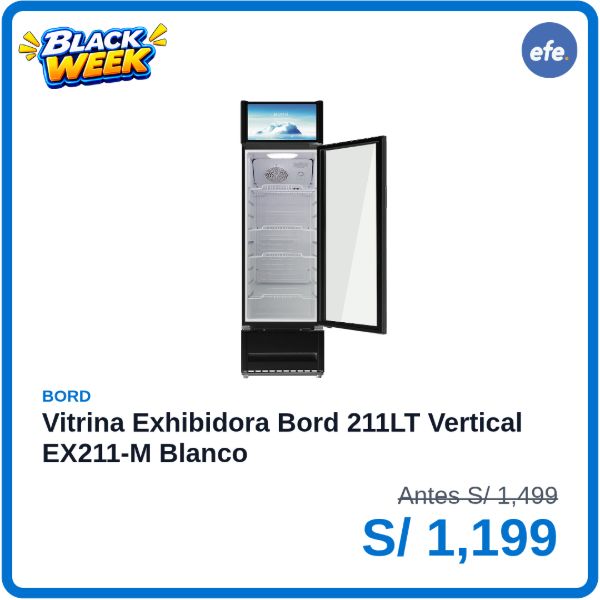 BLACK
WEEK
efe.
BORD
Vitrina Exhibidora Bord 211LT Vertical
EX211-M Blanco
Antes S/ 1,499
S/ 1,199